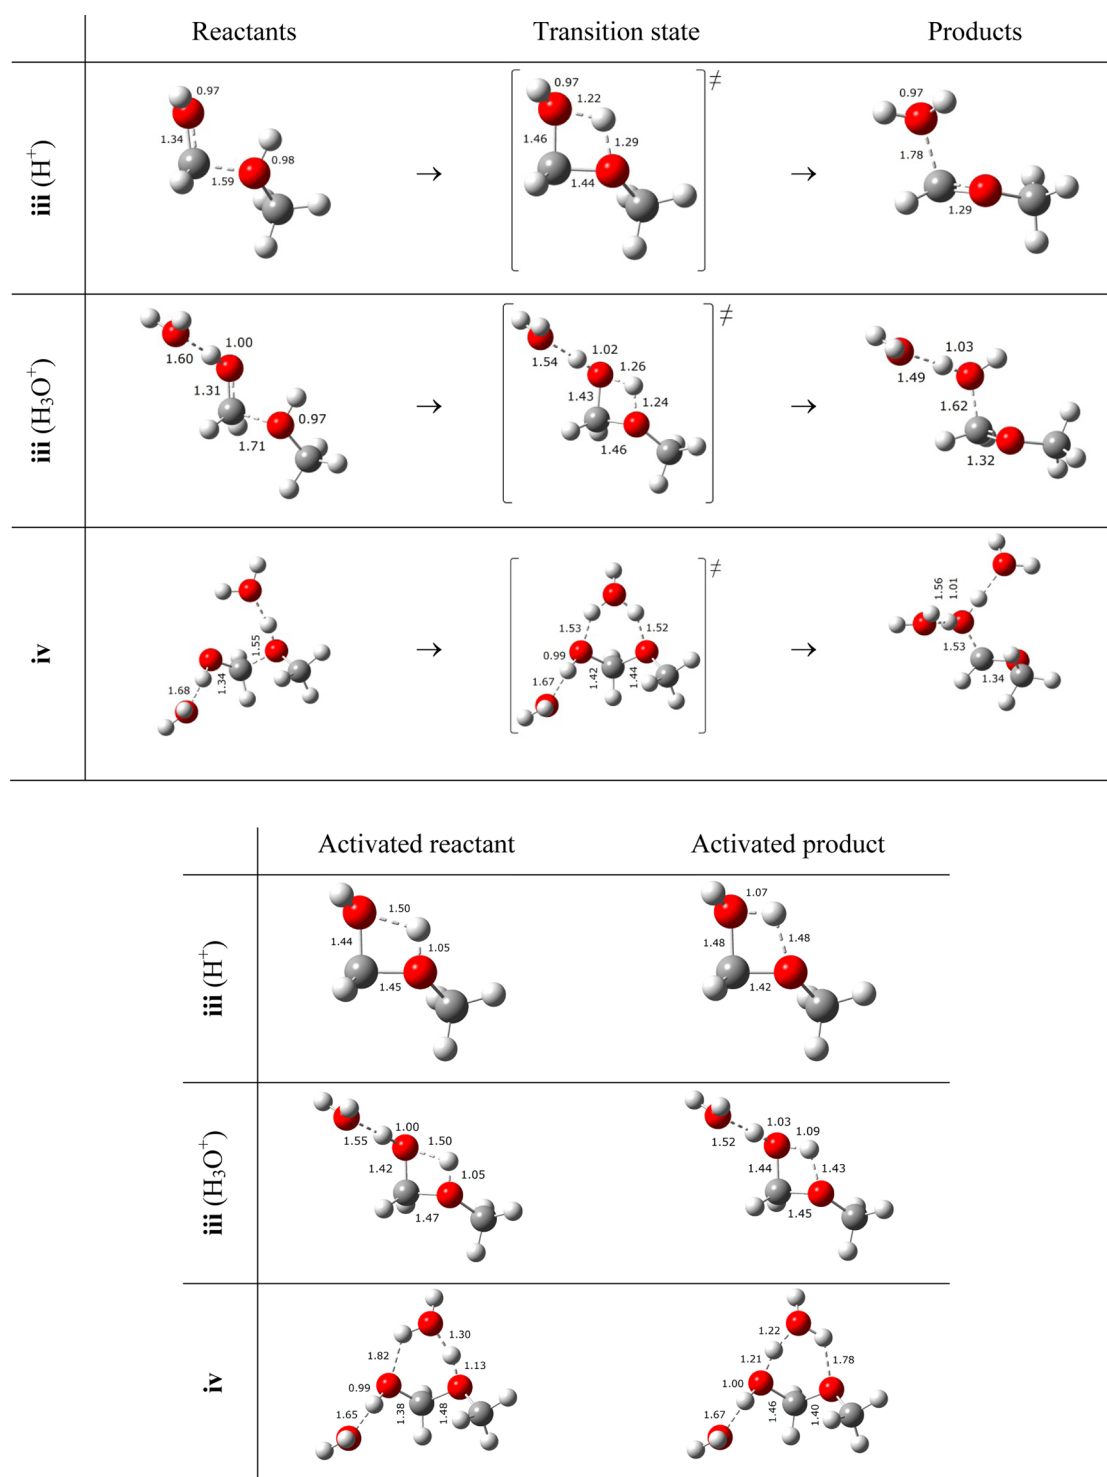 Reactants Transition state Products
iii (H⁺)
0.97 1.34 1.59 0.98
→
0.97 1.22 1.46 1.29 1.44 ≠
→
0.97 1.78 1.29
iii (H₃O⁺)
1.00 1.60 1.31 0.97 1.71
→
1.02 1.54 1.26 1.43 1.24 1.46 ≠
→
1.03 1.49 1.62 1.32
iv
1.55 1.34 1.68
→
1.53 1.52 0.99 1.67 1.42 1.44 ≠
→
1.56 1.01 1.53 1.34
Activated reactant Activated product
iii (H⁺)
1.50 1.44 1.05 1.45
1.07 1.48 1.48 1.42
iii (H₃O⁺)
1.00 1.55 1.50 1.42 1.05 1.47
1.03 1.09 1.52 1.44 1.43 1.45
iv
1.30 1.82 1.13 0.99 1.65 1.38 1.48
1.22 1.21 1.78 1.00 1.67 1.46 1.40